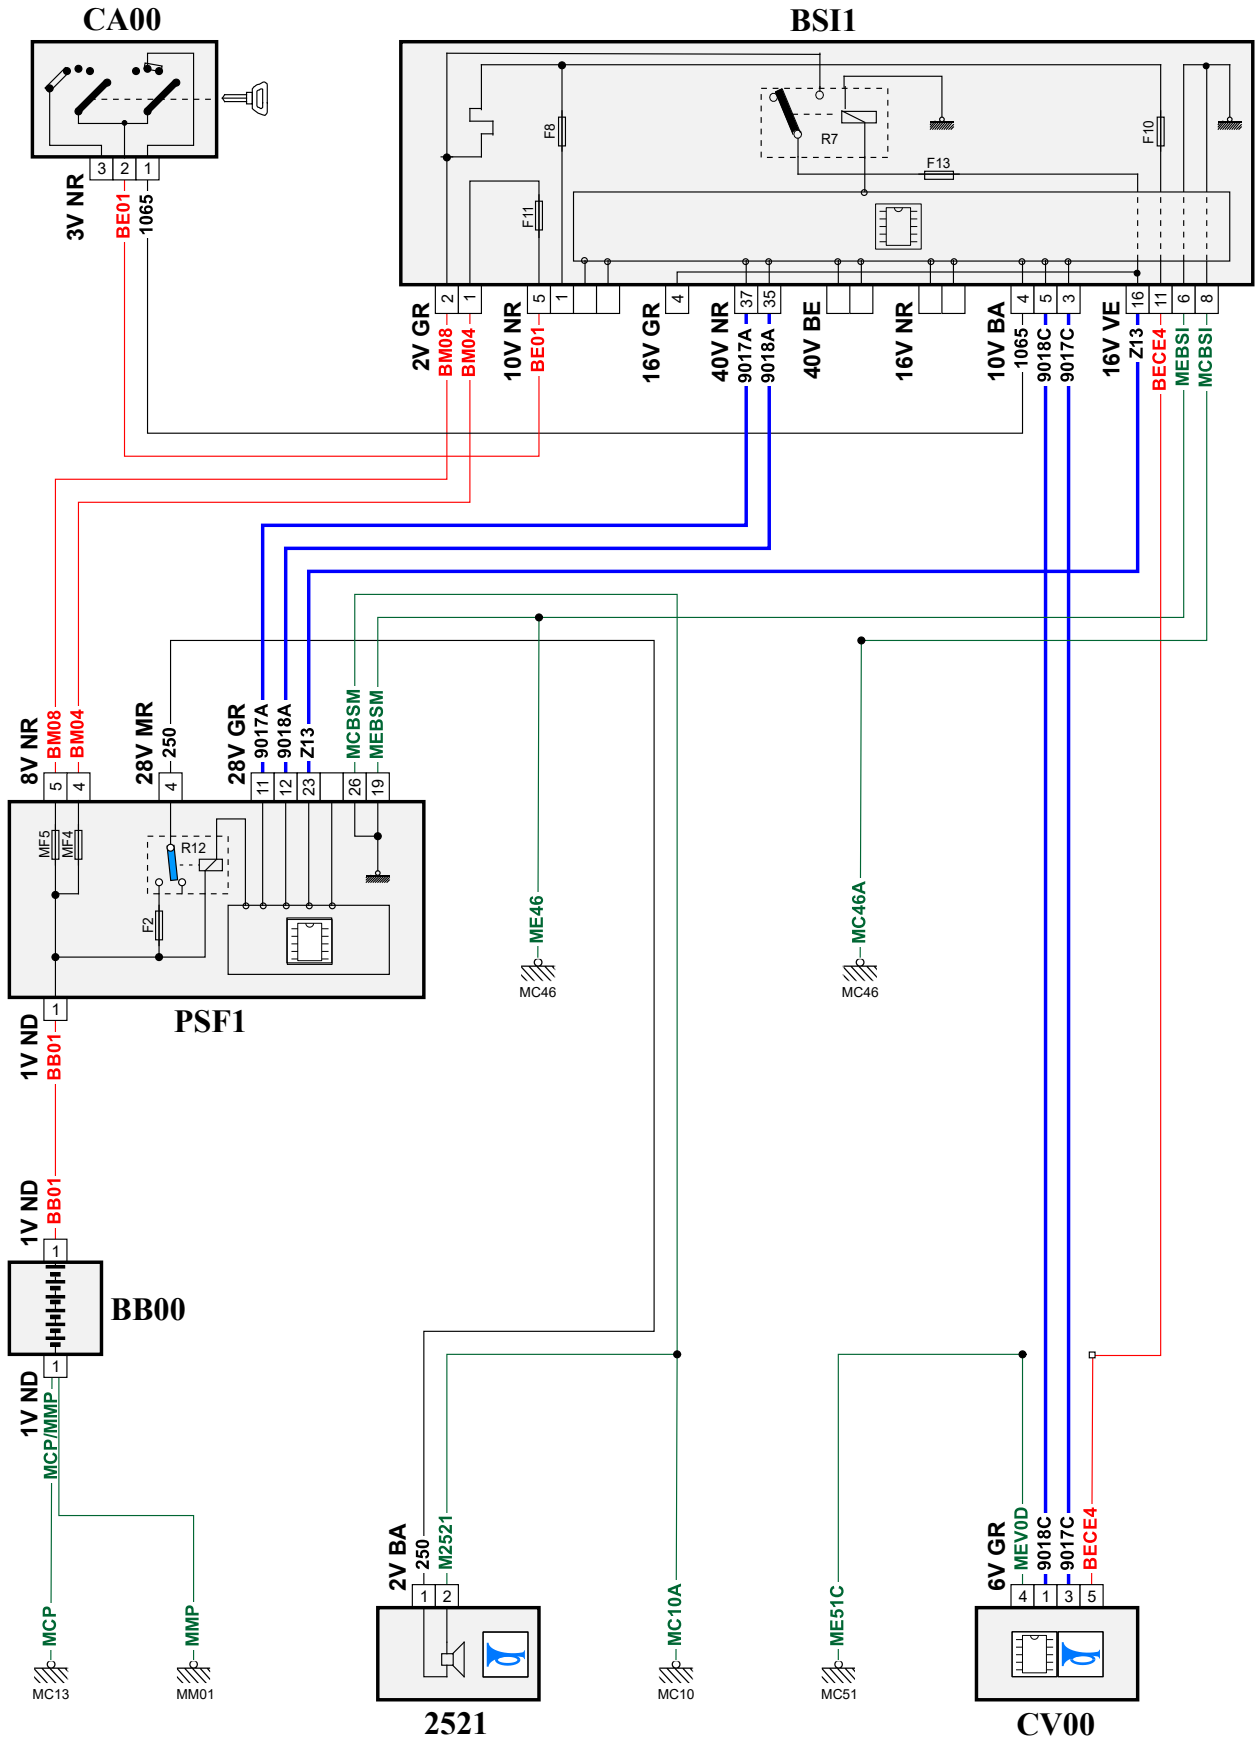 CA00
BSI1
F8
R7
F10
F13
F11
3 2 1
2 1 5 1 4 37 35 4 5 3 16 11 6 8
3V NR
BE01
1065
2V GR
BM08
BM04
10V NR
BE01
16V GR
40V NR
9017A
9018A
40V BE
16V NR
10V BA
1065
9018C
9017C
16V VE
Z13
BECE4
MEBSI
MCBSI
8V NR
BM08
BM04
28V MR
250
28V GR
9017A
9018A
Z13
MCBSM
MEBSM
5 4 4 11 12 23 26 19
MF5
MF4
R12
F2
ME46
MC46A
MC46
MC46
1
PSF1
1V ND
BB01
1V ND
BB01
1
BB00
1
1V ND
MCP/MMP
2V BA
250
M2521
6V GR
MEV0D
9018C
9017C
BECE4
1 2
4 1 3 5
MCP
MMP
MC10A
ME51C
MC13
MM01
MC10
MC51
2521
CV00